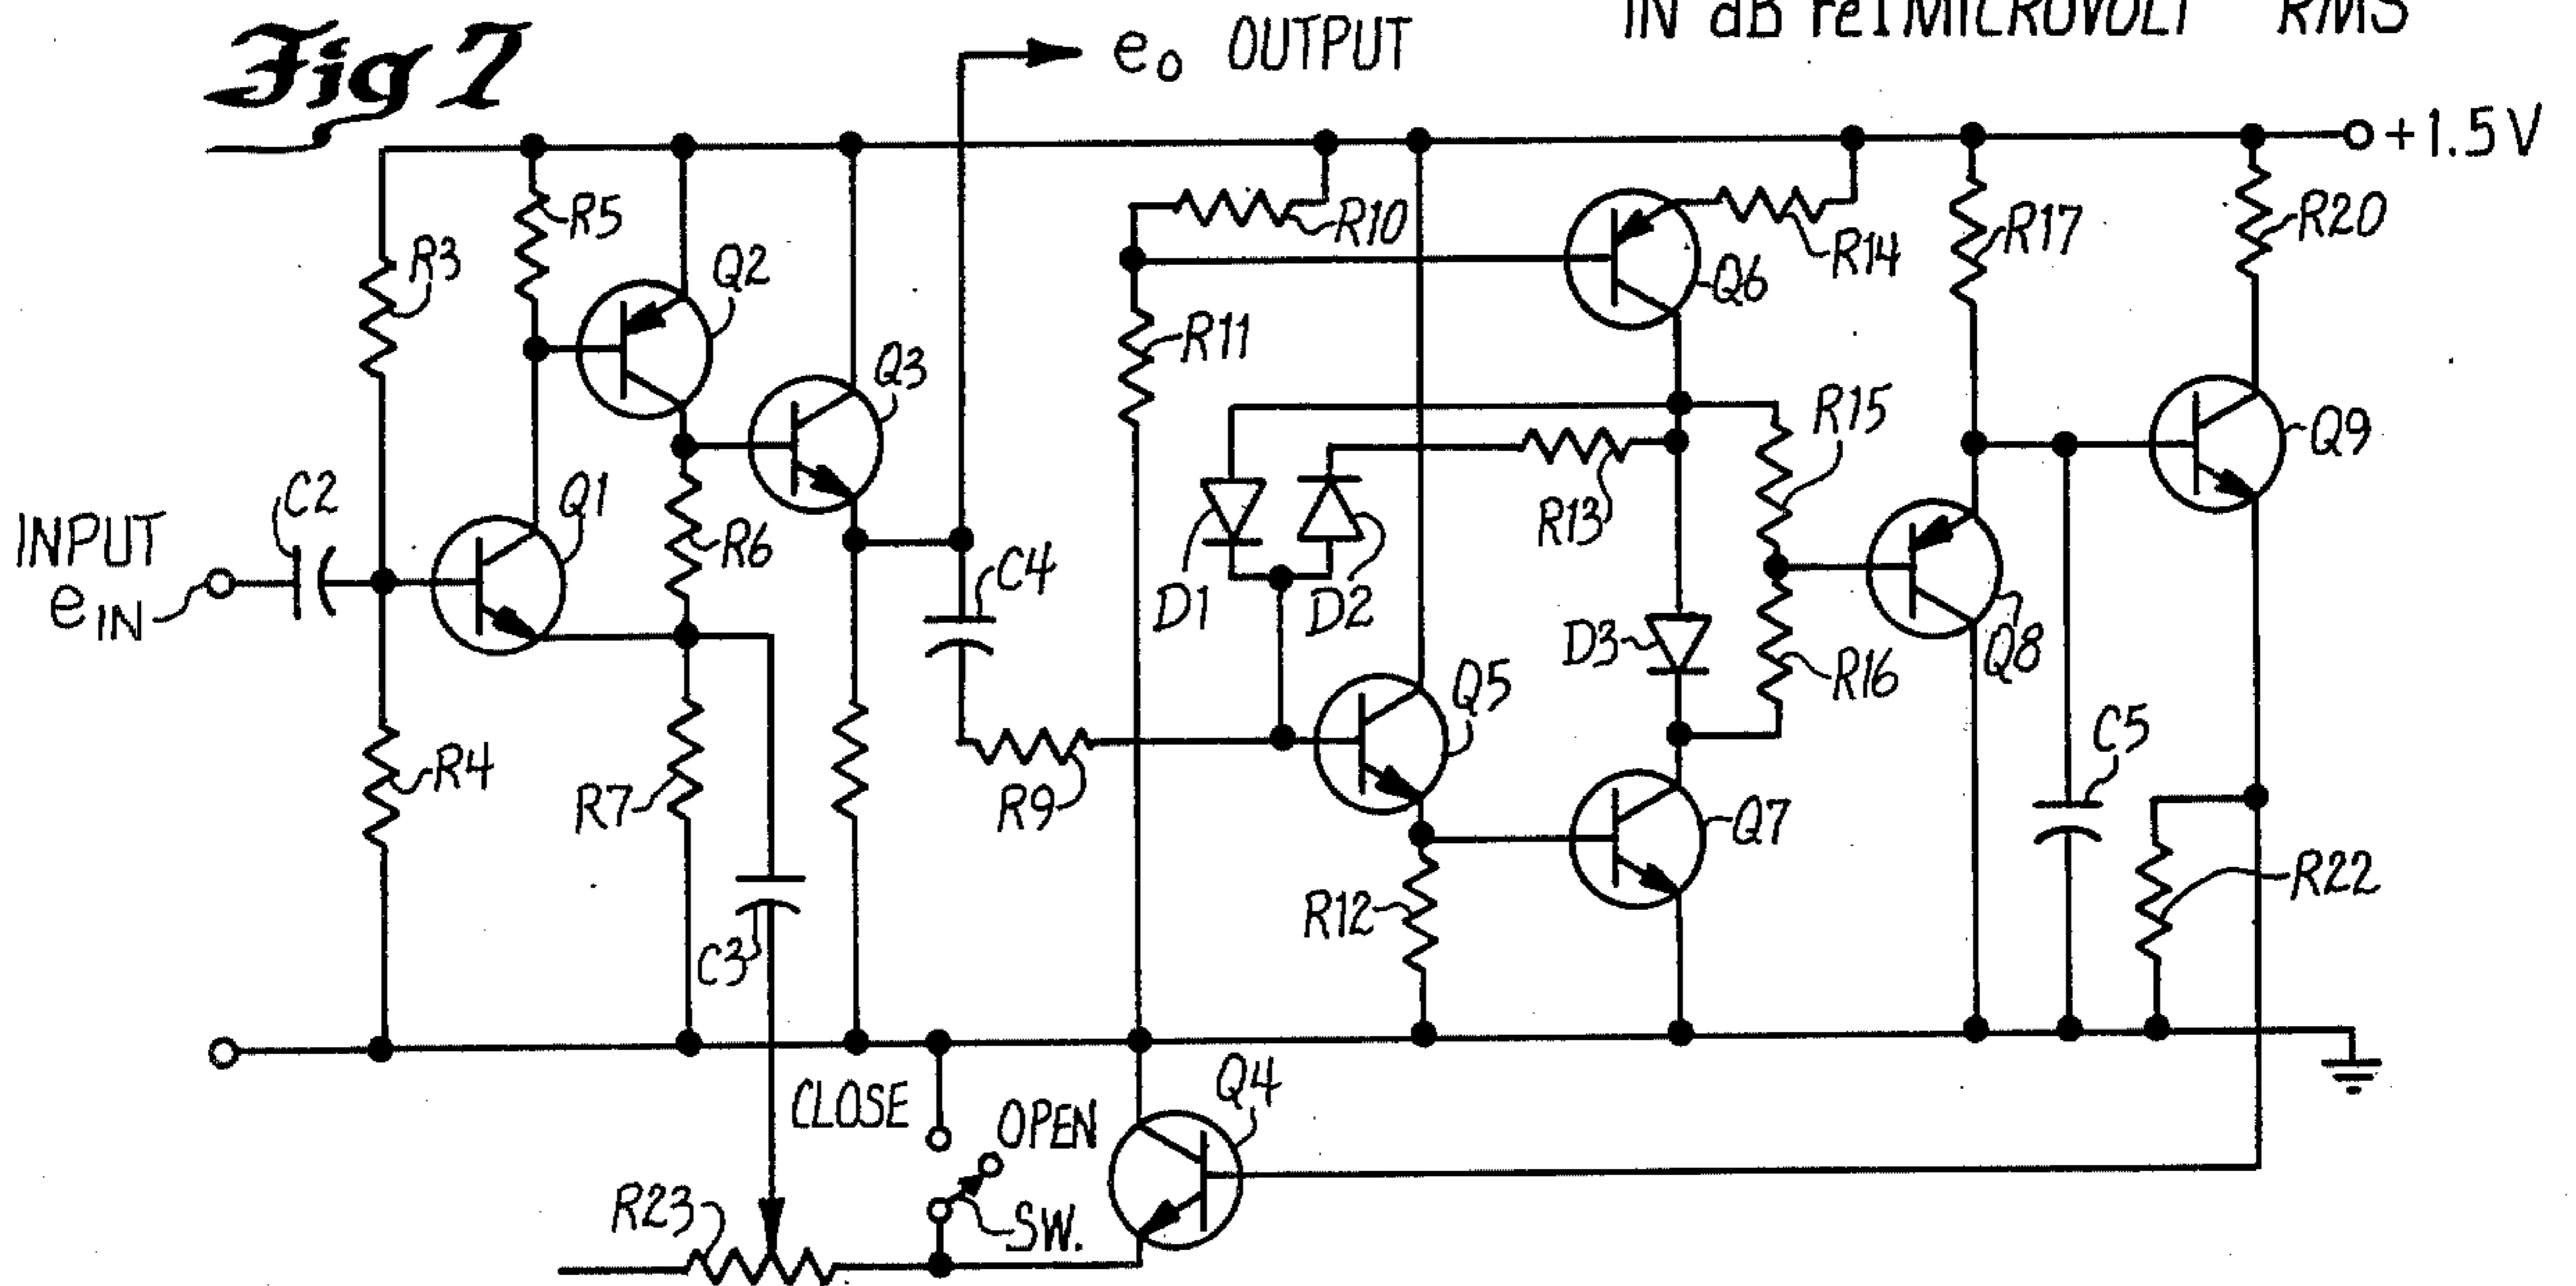 Fig 7
e₀ OUTPUT
IN dB re 1 MICROVOLT RMS
+1.5V
R5
R10
R17
R20
R3
Q2
R14
Q6
R11
Q3
R15
Q9
C2
Q1
R13
INPUT
R6
C4
e IN
D1
D2
D3
Q8
R16
Q5
C5
R4
R7
R9
Q7
R12
R22
C3
CLOSE
OPEN
Q4
R23
SW.